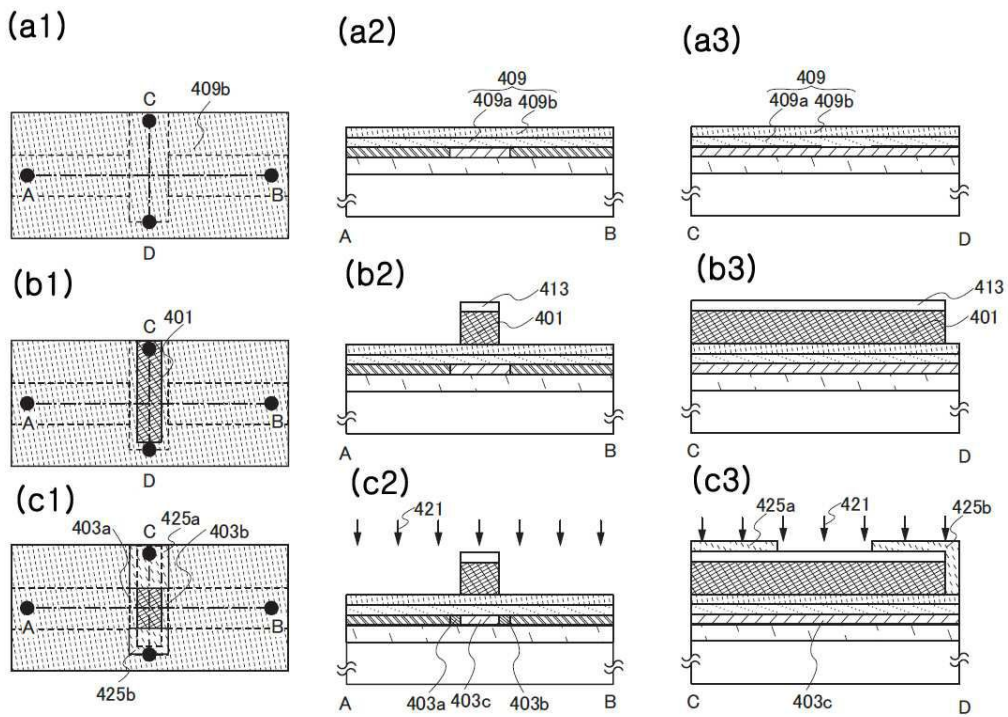 (a1)
(a2)
(a3)
409b
C
A
B
D
409
409a 409b
A
B
409
409a 409b
C
D
(b1)
(b2)
(b3)
401
C
A
B
D
413
401
A
B
413
401
C
D
(c1)
(c2)
(c3)
403a
425a
403b
C
A
B
D
425b
421
403a 403c 403b
A
B
425a
421
425b
403c
C
D